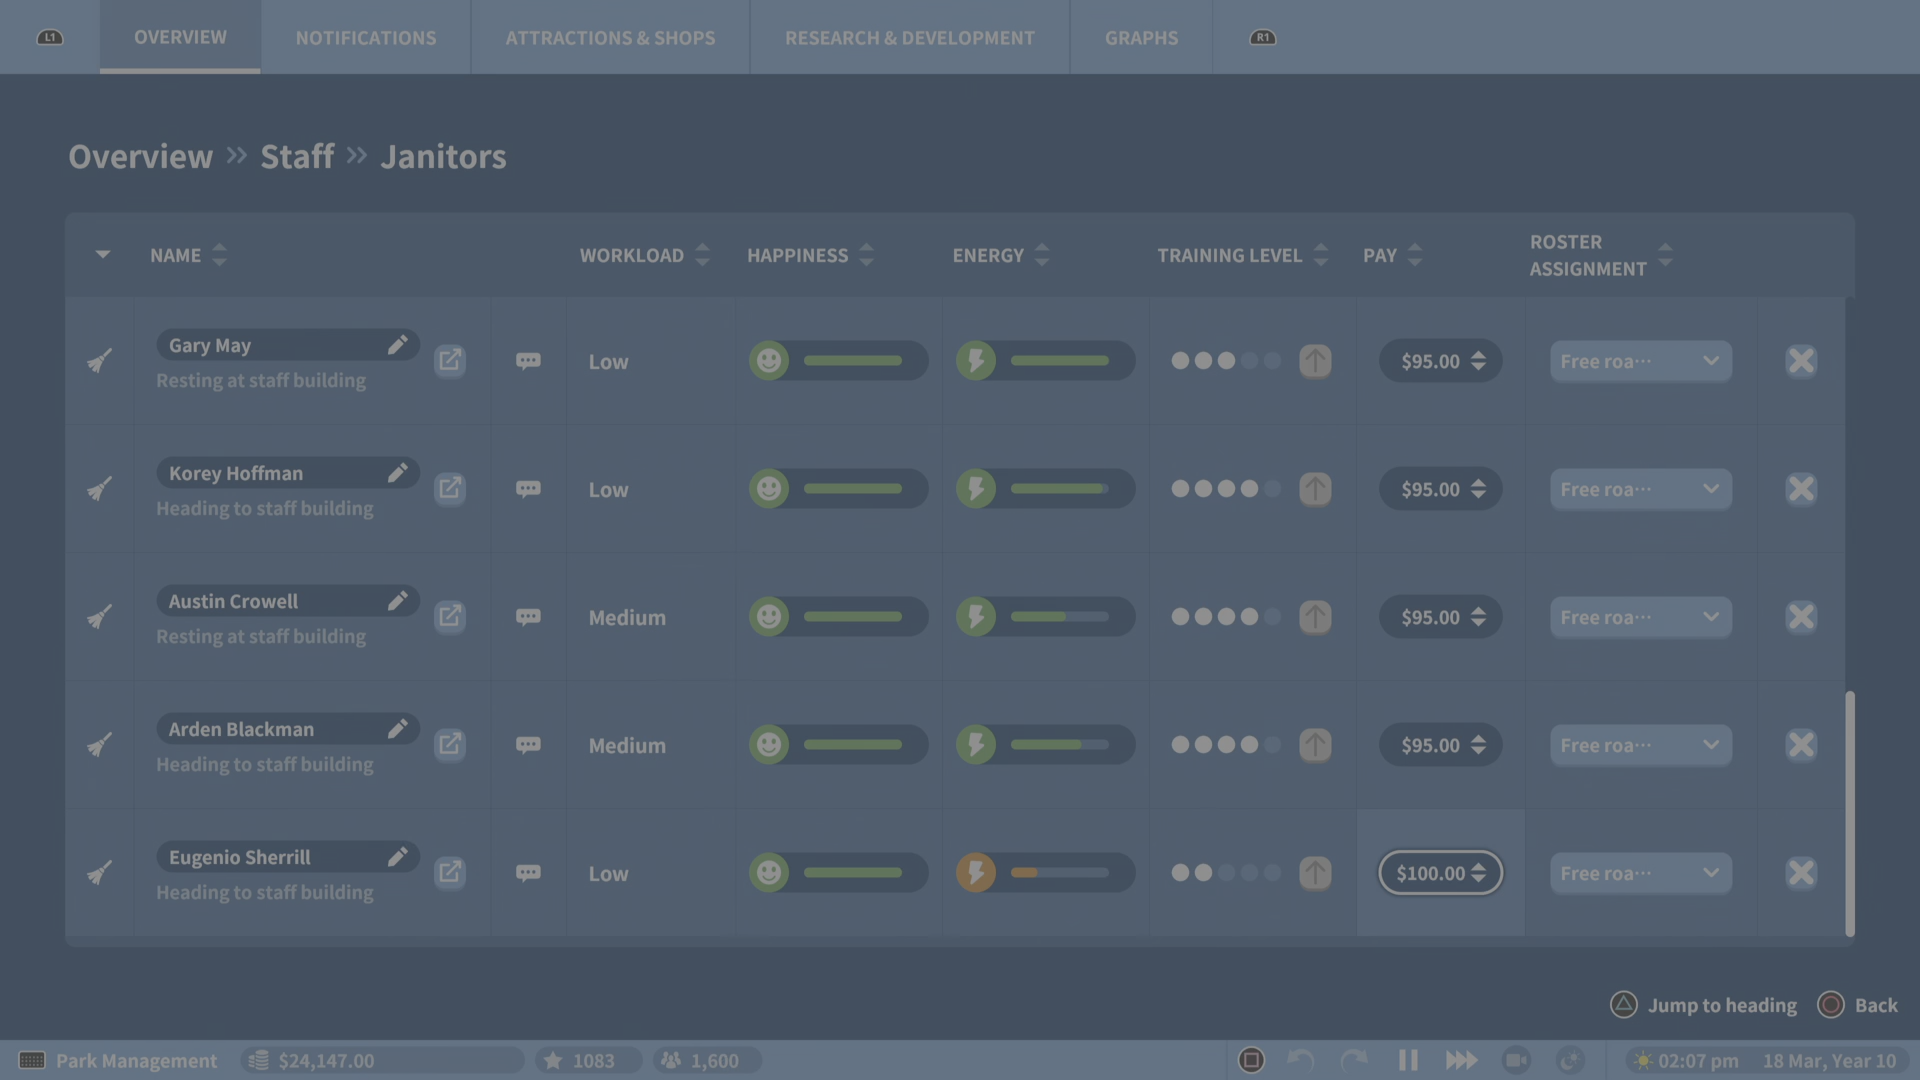 L1
OVERVIEW
NOTIFICATIONS
ATTRACTIONS & SHOPS
RESEARCH & DEVELOPMENT
GRAPHS
R1
Overview » Staff » Janitors
NAME
WORKLOAD
HAPPINESS
ENERGY
TRAINING LEVEL
PAY
ROSTER
ASSIGNMENT
Gary May
Resting at staff building
Low
$95.00
Free roa...
Korey Hoffman
Heading to staff building
Low
$95.00
Free roa...
Austin Crowell
Resting at staff building
Medium
$95.00
Free roa...
Arden Blackman
Heading to staff building
Medium
$95.00
Free roa...
Eugenio Sherrill
Heading to staff building
Low
$100.00
Free roa...
Jump to heading
Back
Park Management
$24,147.00
1083
1,600
02:07 pm
18 Mar, Year 10